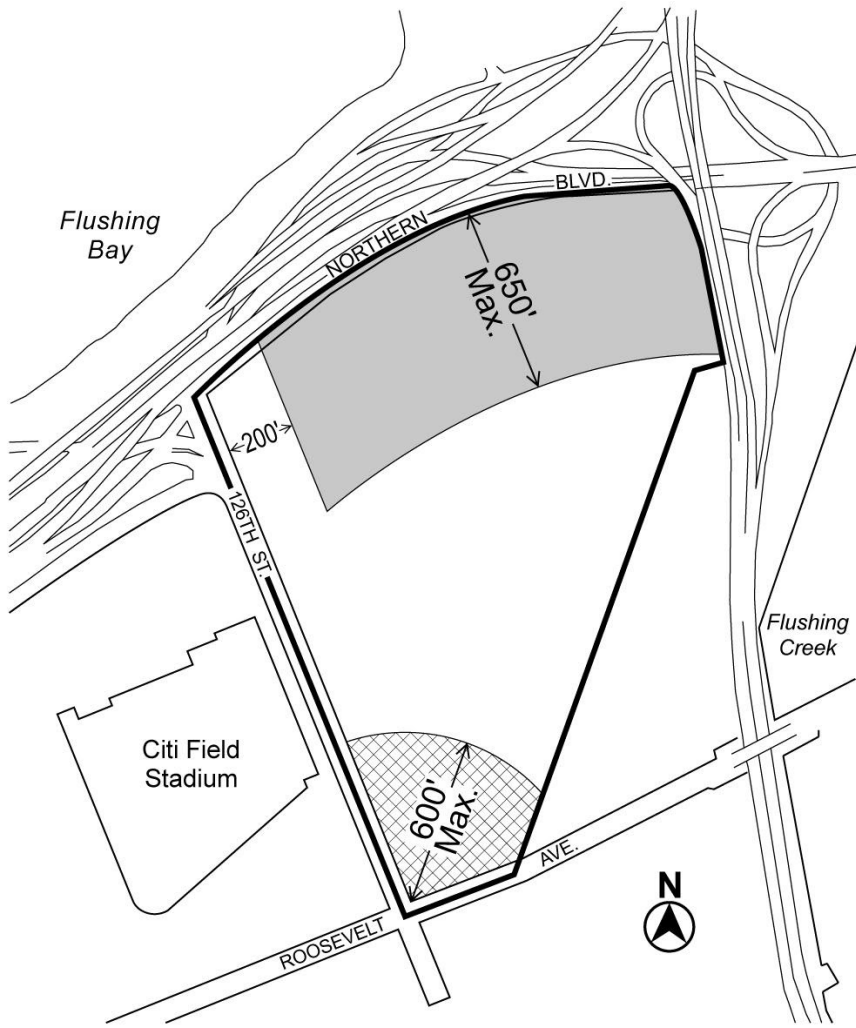 BLVD.
NORTHERN
Flushing
Bay
650'
Max.
200'
126TH ST.
Flushing
Creek
Citi Field
Stadium
600'
Max.
AVE.
N
ROOSEVELT